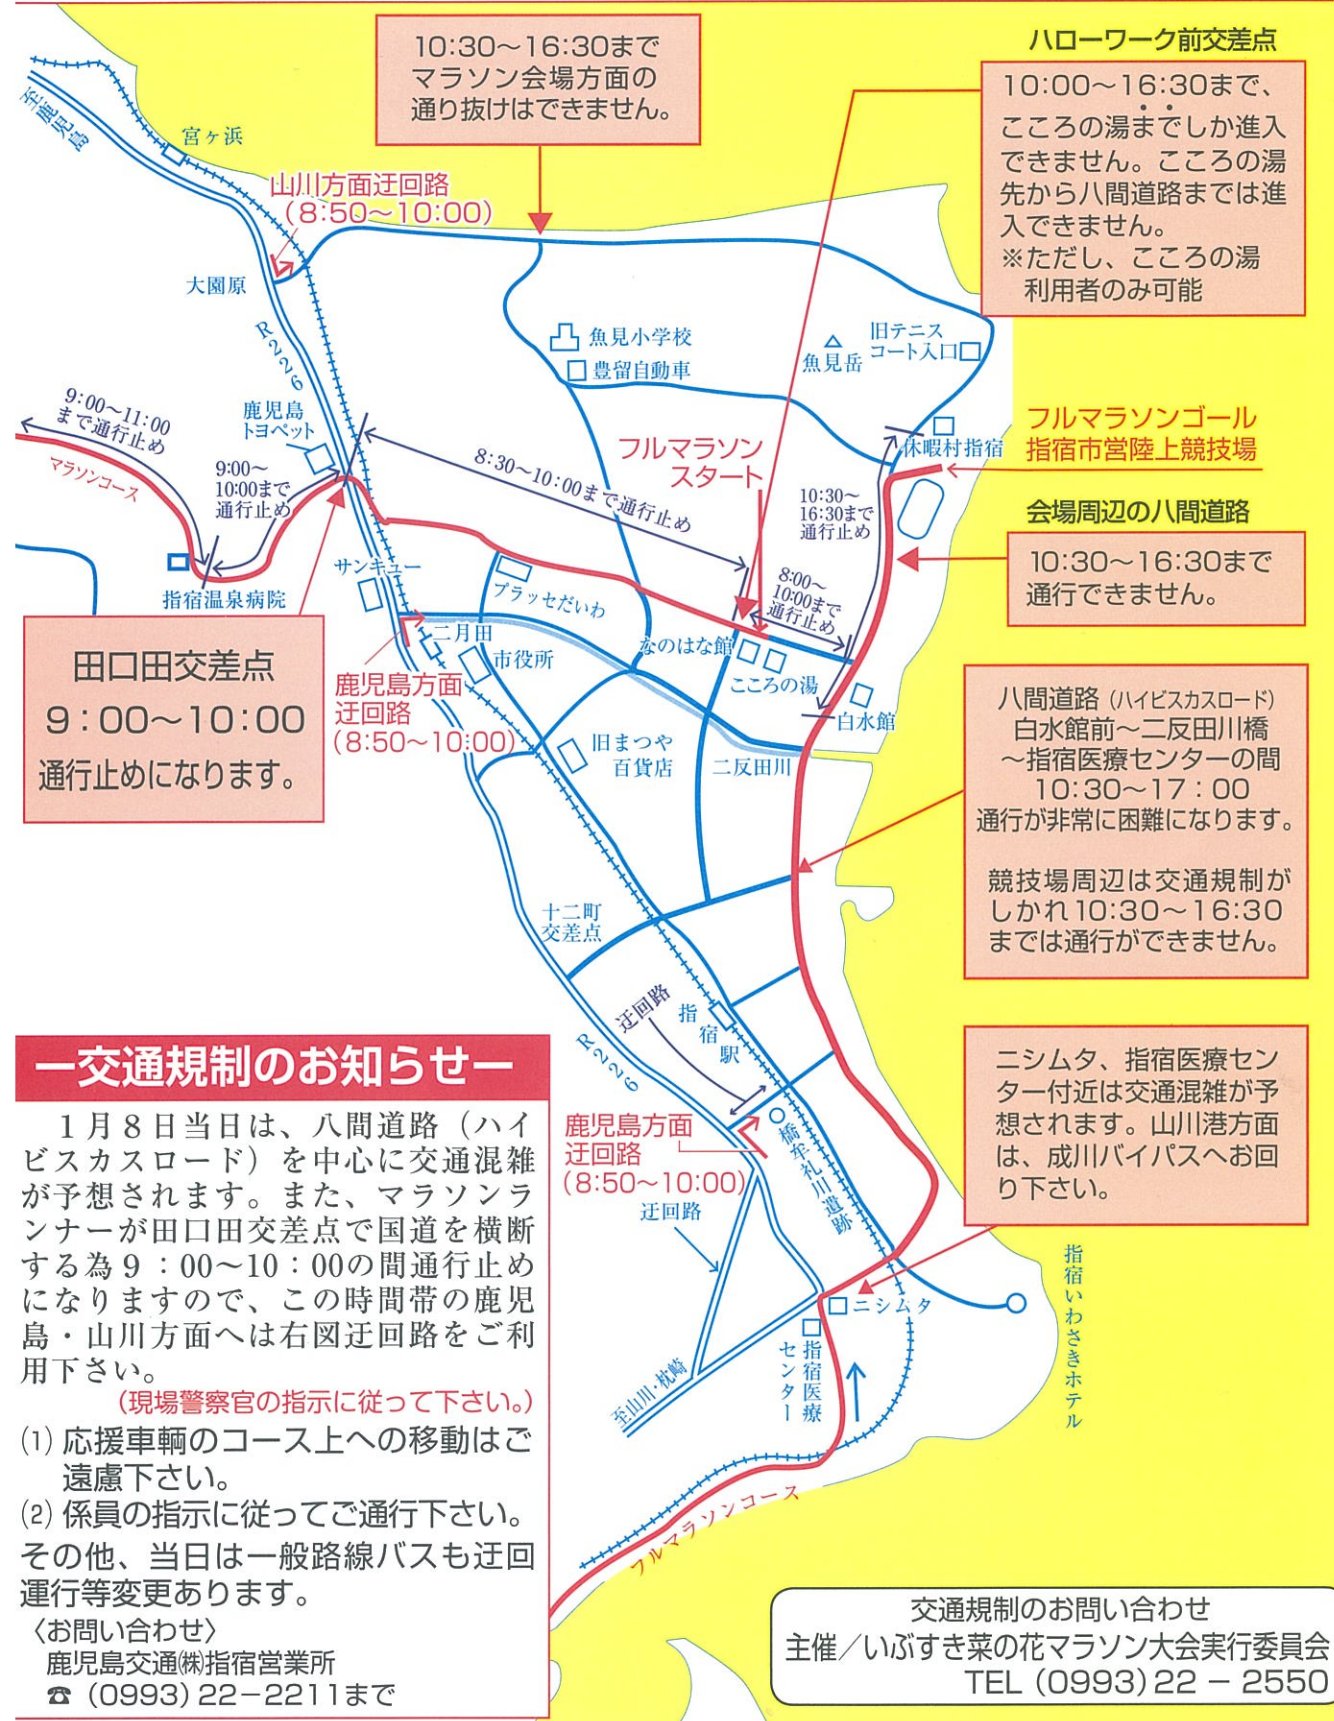 10:30〜16:30まで
マラソン会場方面の
通り抜けはできません。
ハローワーク前交差点
10:00〜16:30まで、
こころの湯までしか進入
できません。こころの湯
先から八間道路までは進
入できません。
※ただし、こころの湯
利用者のみ可能
至鹿児島
宮ヶ浜
山川方面迂回路
(8:50〜10:00)
大園原
R226
魚見小学校
豊留自動車
魚見岳
旧テニス
コート入口
9:00〜11:00
まで通行止め
マラソンコース
鹿児島
トヨペット
9:00〜
10:00まで
通行止め
8:30〜10:00まで通行止め
フルマラソン
スタート
10:30〜
16:30まで
通行止め
休暇村指宿
フルマラソンゴール
指宿市営陸上競技場
会場周辺の八間道路
10:30〜16:30まで
通行できません。
指宿温泉病院
サンキュー
プラッセだいわ
8:00〜
10:00まで
通行止め
田口田交差点
9:00〜10:00
通行止めになります。
二月田
市役所
なのはな館
こころの湯
白水館
鹿児島方面
迂回路
(8:50〜10:00)
旧まつや
百貨店
二反田川
八間道路(ハイビスカスロード)
白水館前〜二反田川橋
〜指宿医療センターの間
10:30〜17:00
通行が非常に困難になります。
競技場周辺は交通規制が
しかれ10:30〜16:30
までは通行ができません。
十二町
交差点
迂回路
指宿駅
R226
ニシムタ、指宿医療セン
ター付近は交通混雑が予
想されます。山川港方面
は、成川バイパスへお回
り下さい。
鹿児島方面
迂回路
(8:50〜10:00)
橋牟礼川遺跡
迂回路
ニシムタ
指宿医療
センター
指宿いわさきホテル
至山川・枕崎
フルマラソンコース
ー交通規制のお知らせー
1月8日当日は、八間道路(ハイ
ビスカスロード)を中心に交通混雑
が予想されます。また、マラソンラ
ンナーが田口田交差点で国道を横断
する為9:00〜10:00の間通行止め
になりますので、この時間帯の鹿児
島・山川方面へは右図迂回路をご利
用下さい。
(現場警察官の指示に従って下さい。)
(1) 応援車輌のコース上への移動はご
遠慮下さい。
(2) 係員の指示に従ってご通行下さい。
その他、当日は一般路線バスも迂回
運行等変更あります。
〈お問い合わせ〉
鹿児島交通㈱指宿営業所
☎ (0993)22−2211まで
交通規制のお問い合わせ
主催/いぶすき菜の花マラソン大会実行委員会
TEL (0993)22 − 2550